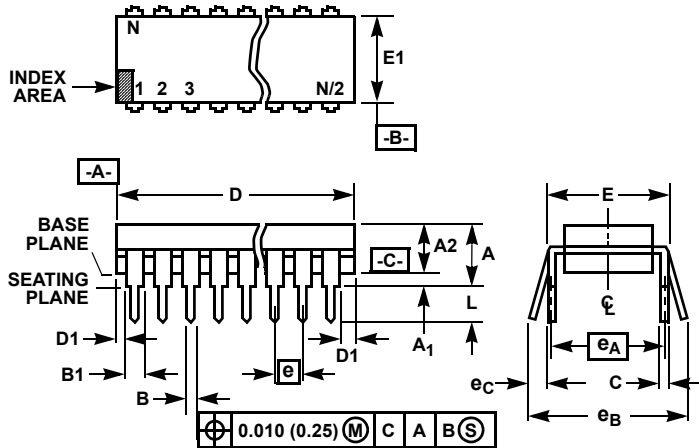 N
E1
INDEX
AREA
1 2 3 N/2
-B-
-A-
D
E
BASE
PLANE
A2
A
-C-
SEATING
PLANE
L
℄
D1
A1
D1
eA
B1
e
eC
C
B
eB
⌖ 0.010 (0.25) Ⓜ C A B Ⓢ